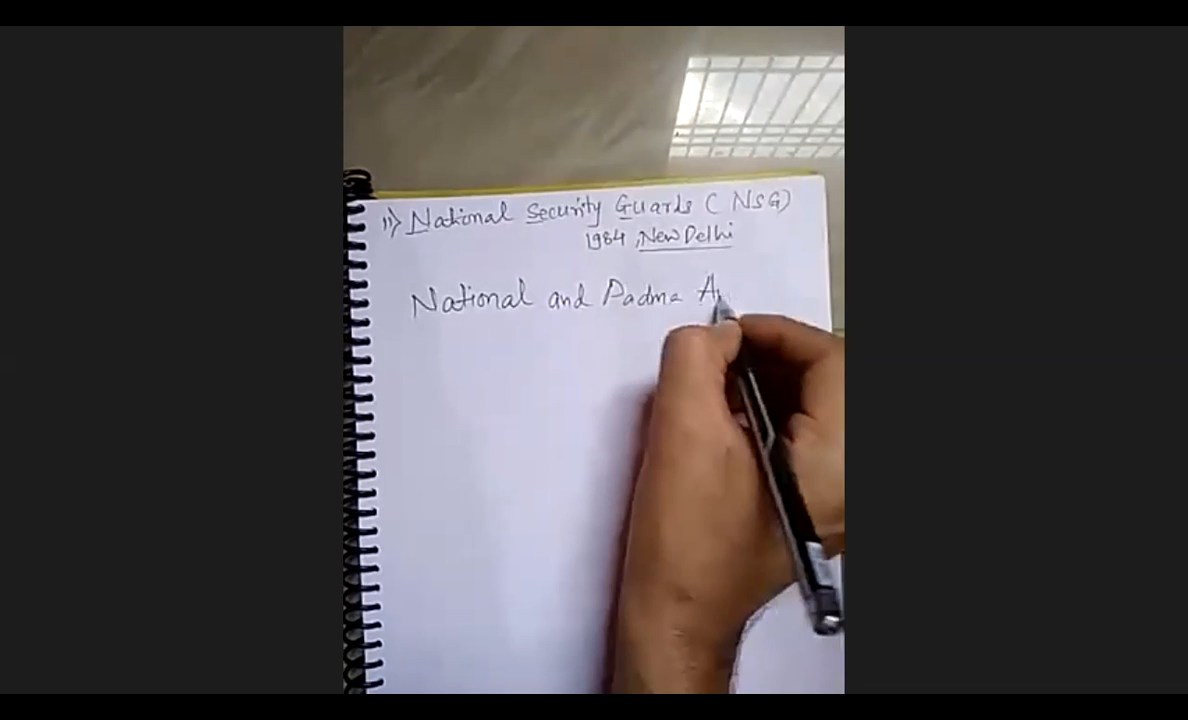 11) National Security Guards (NSG)
1984, New Delhi
National and Padma A